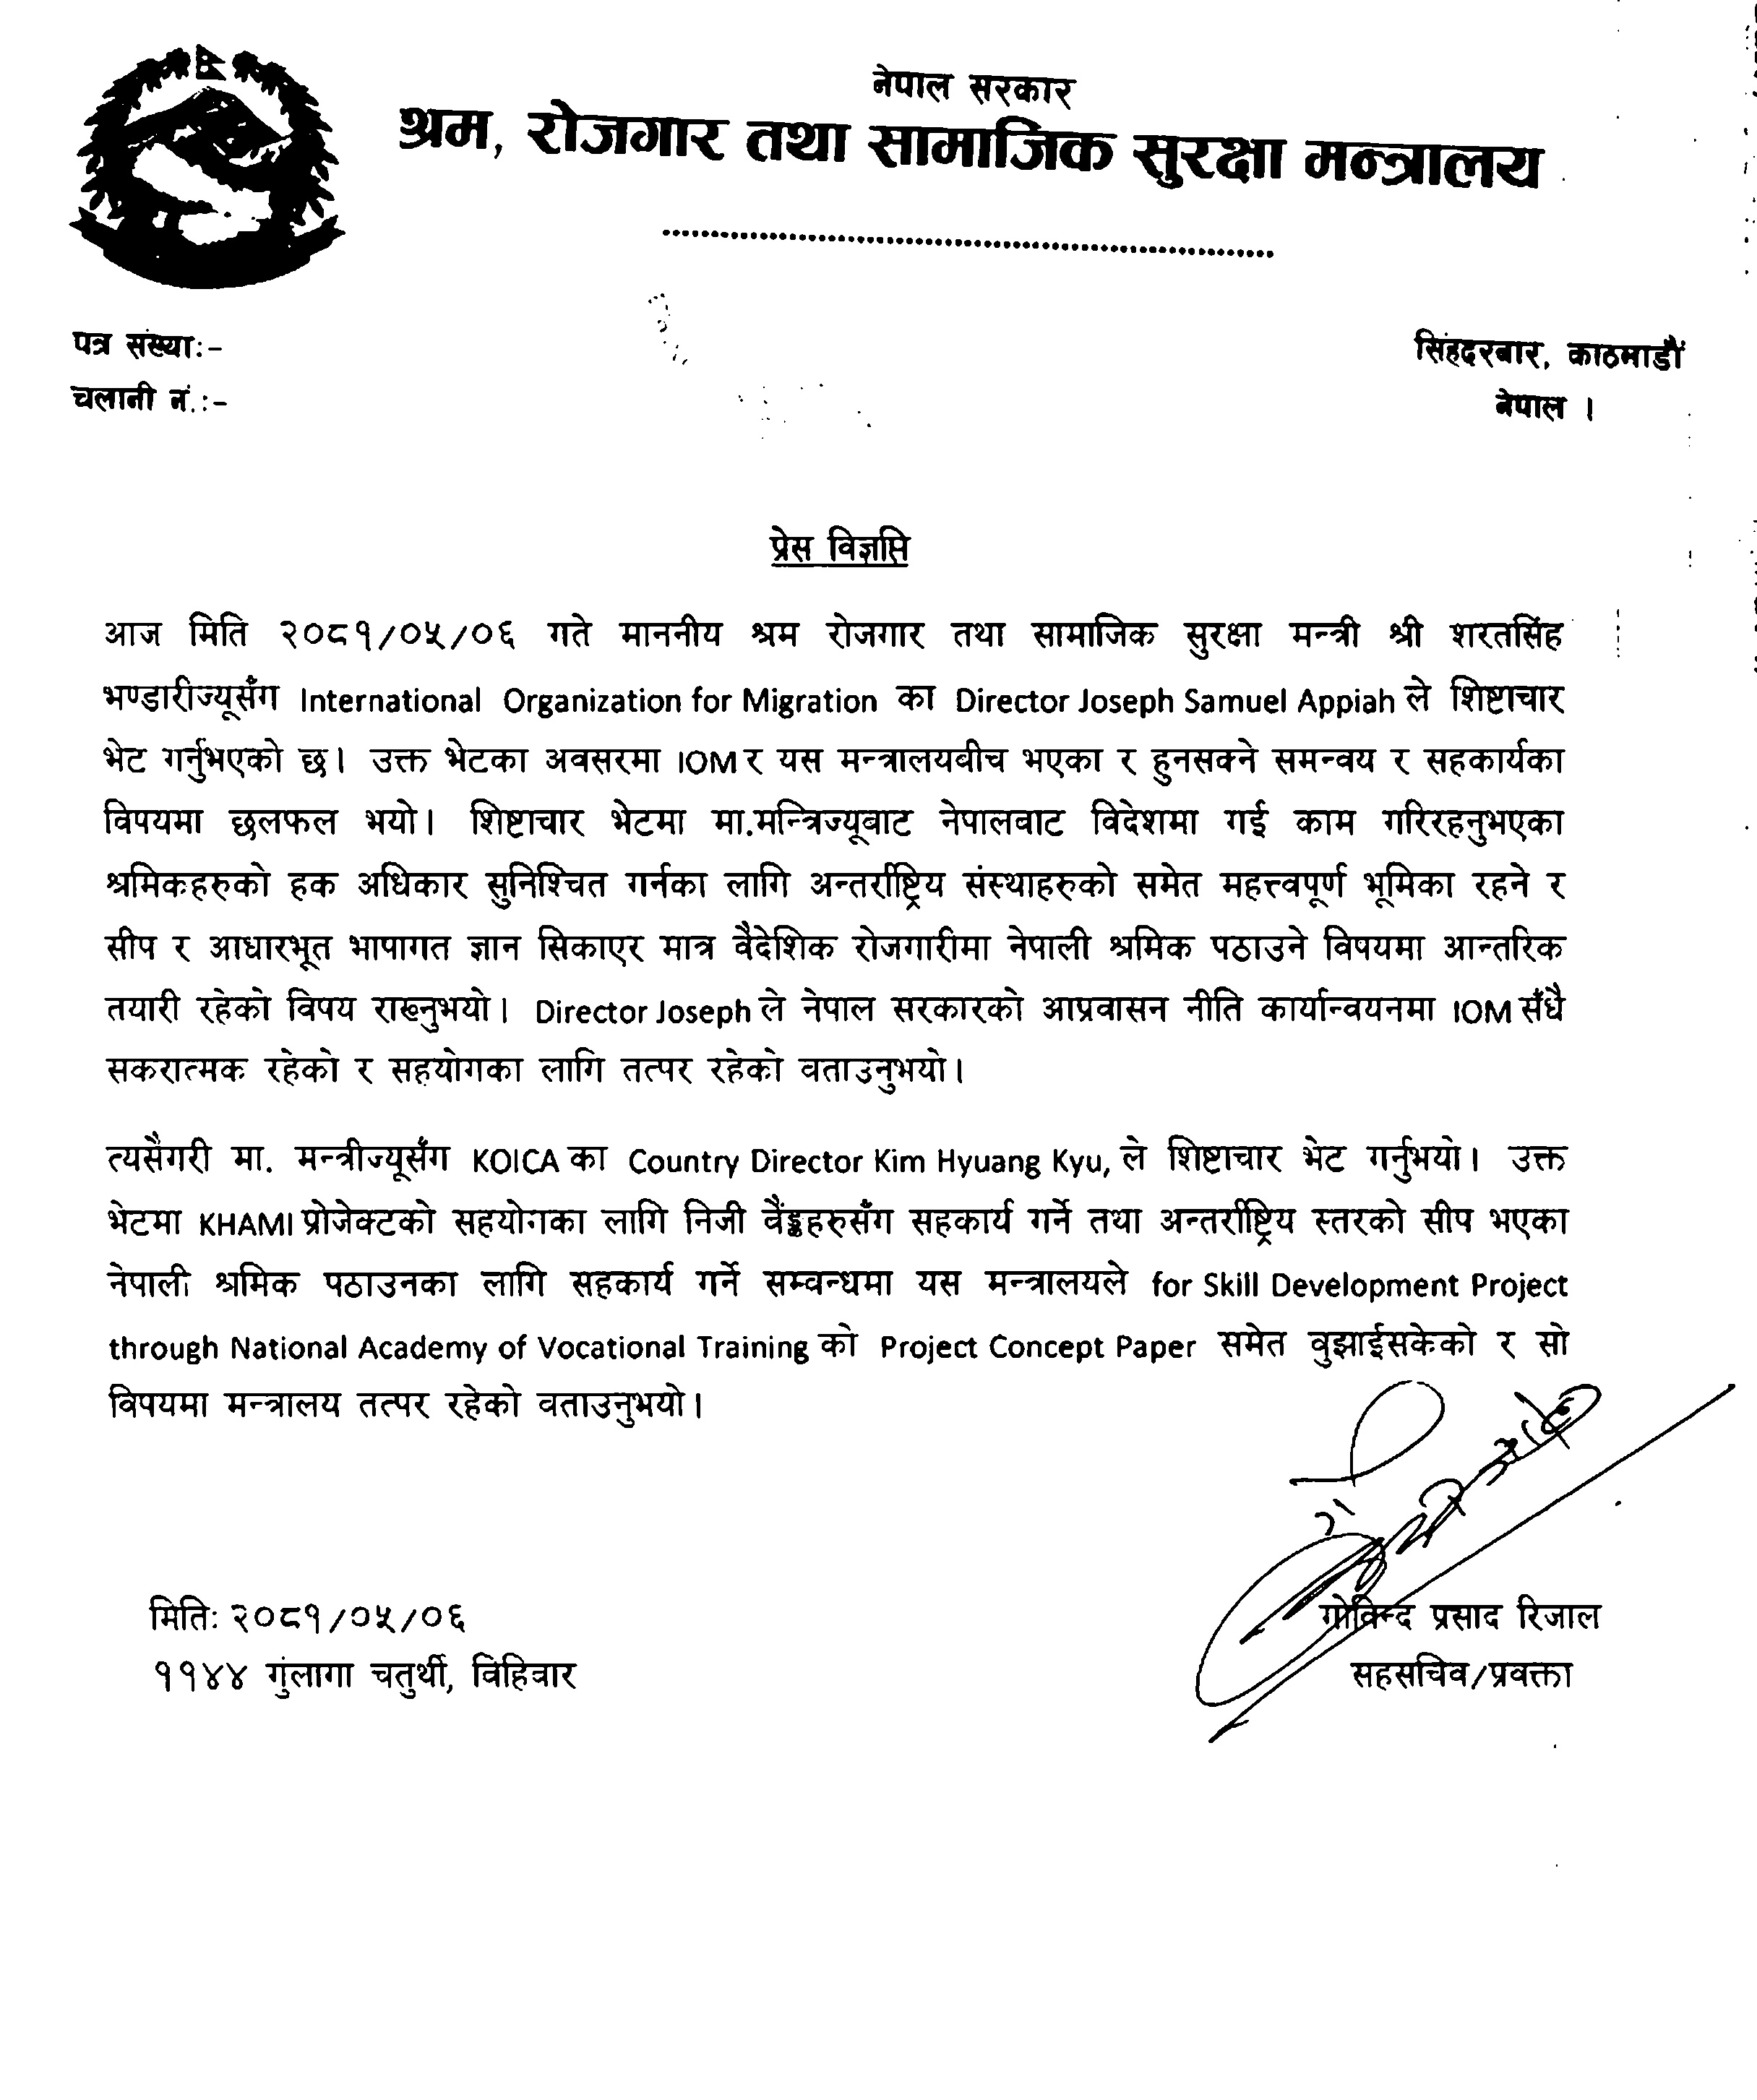 नेपाल सरकार
श्रम, रोजगार तथा सामाजिक सुरक्षा मन्त्रालय
पत्र संख्या:-
चलानी नं.:-
सिंहदरबार, काठमाडौं
नेपाल ।
प्रेस विज्ञप्ति
आज मिति २०८१/०५/०६ गते माननीय श्रम रोजगार तथा सामाजिक सुरक्षा मन्त्री श्री शरतसिंह
भण्डारीज्यूसँग International Organization for Migration का Director Joseph Samuel Appiah ले शिष्टाचार
भेट गर्नुभएको छ। उक्त भेटका अवसरमा IOM र यस मन्त्रालयबीच भएका र हुनसक्ने समन्वय र सहकार्यका
विषयमा छलफल भयो। शिष्टाचार भेटमा मा.मन्त्रिज्यूबाट नेपालबाट विदेशमा गई काम गरिरहनुभएका
श्रमिकहरुको हक अधिकार सुनिश्चित गर्नका लागि अन्तर्राष्ट्रिय संस्थाहरुको समेत महत्त्वपूर्ण भूमिका रहने र
सीप र आधारभूत भाषागत ज्ञान सिकाएर मात्र वैदेशिक रोजगारीमा नेपाली श्रमिक पठाउने विषयमा आन्तरिक
तयारी रहेको विषय राख्नुभयो। Director Joseph ले नेपाल सरकारको आप्रवासन नीति कार्यान्वयनमा IOM सँधै
सकरात्मक रहेको र सहयोगका लागि तत्पर रहेको बताउनुभयो।
त्यसैगरी मा. मन्त्रीज्यूसँग KOICA का Country Director Kim Hyuang Kyu, ले शिष्टाचार भेट गर्नुभयो। उक्त
भेटमा KHAMI प्रोजेक्टको सहयोगका लागि निजी बैंङ्कहरुसँग सहकार्य गर्ने तथा अन्तर्राष्ट्रिय स्तरको सीप भएका
नेपाली श्रमिक पठाउनका लागि सहकार्य गर्ने सम्बन्धमा यस मन्त्रालयले for Skill Development Project
through National Academy of Vocational Training को Project Concept Paper समेत बुझाईसकेको र सो
विषयमा मन्त्रालय तत्पर रहेको बताउनुभयो।
मितिः २०८१/०५/०६
११४४ गुंलागा चतुर्थी, बिहिबार
गोविन्द प्रसाद रिजाल
सहसचिव/प्रवक्ता